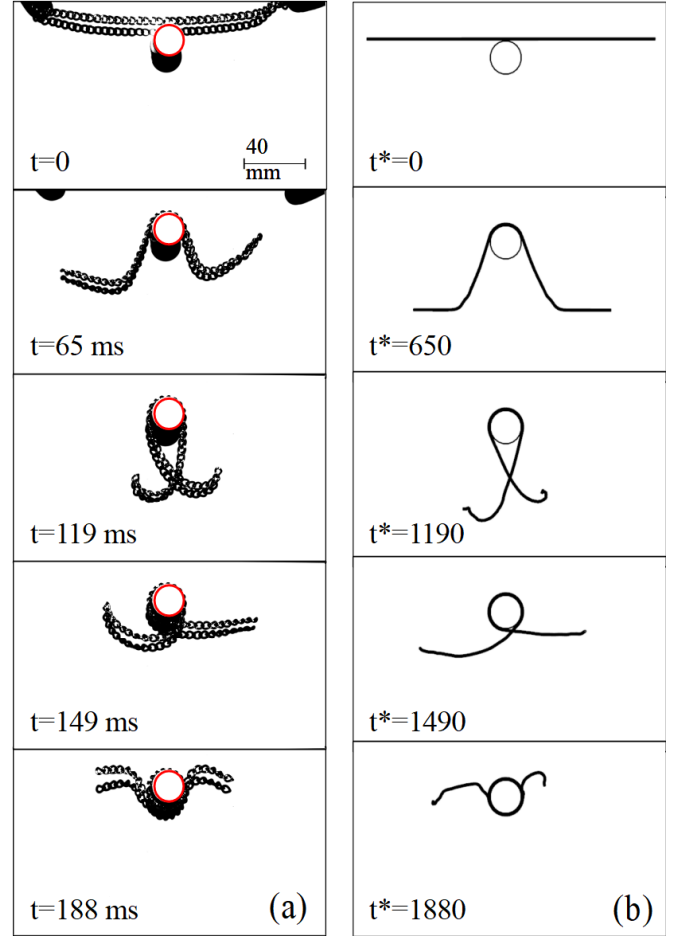 t=0
40
mm
t*=0
t=65 ms
t*=650
t=119 ms
t*=1190
t=149 ms
t*=1490
t=188 ms
(a)
t*=1880
(b)